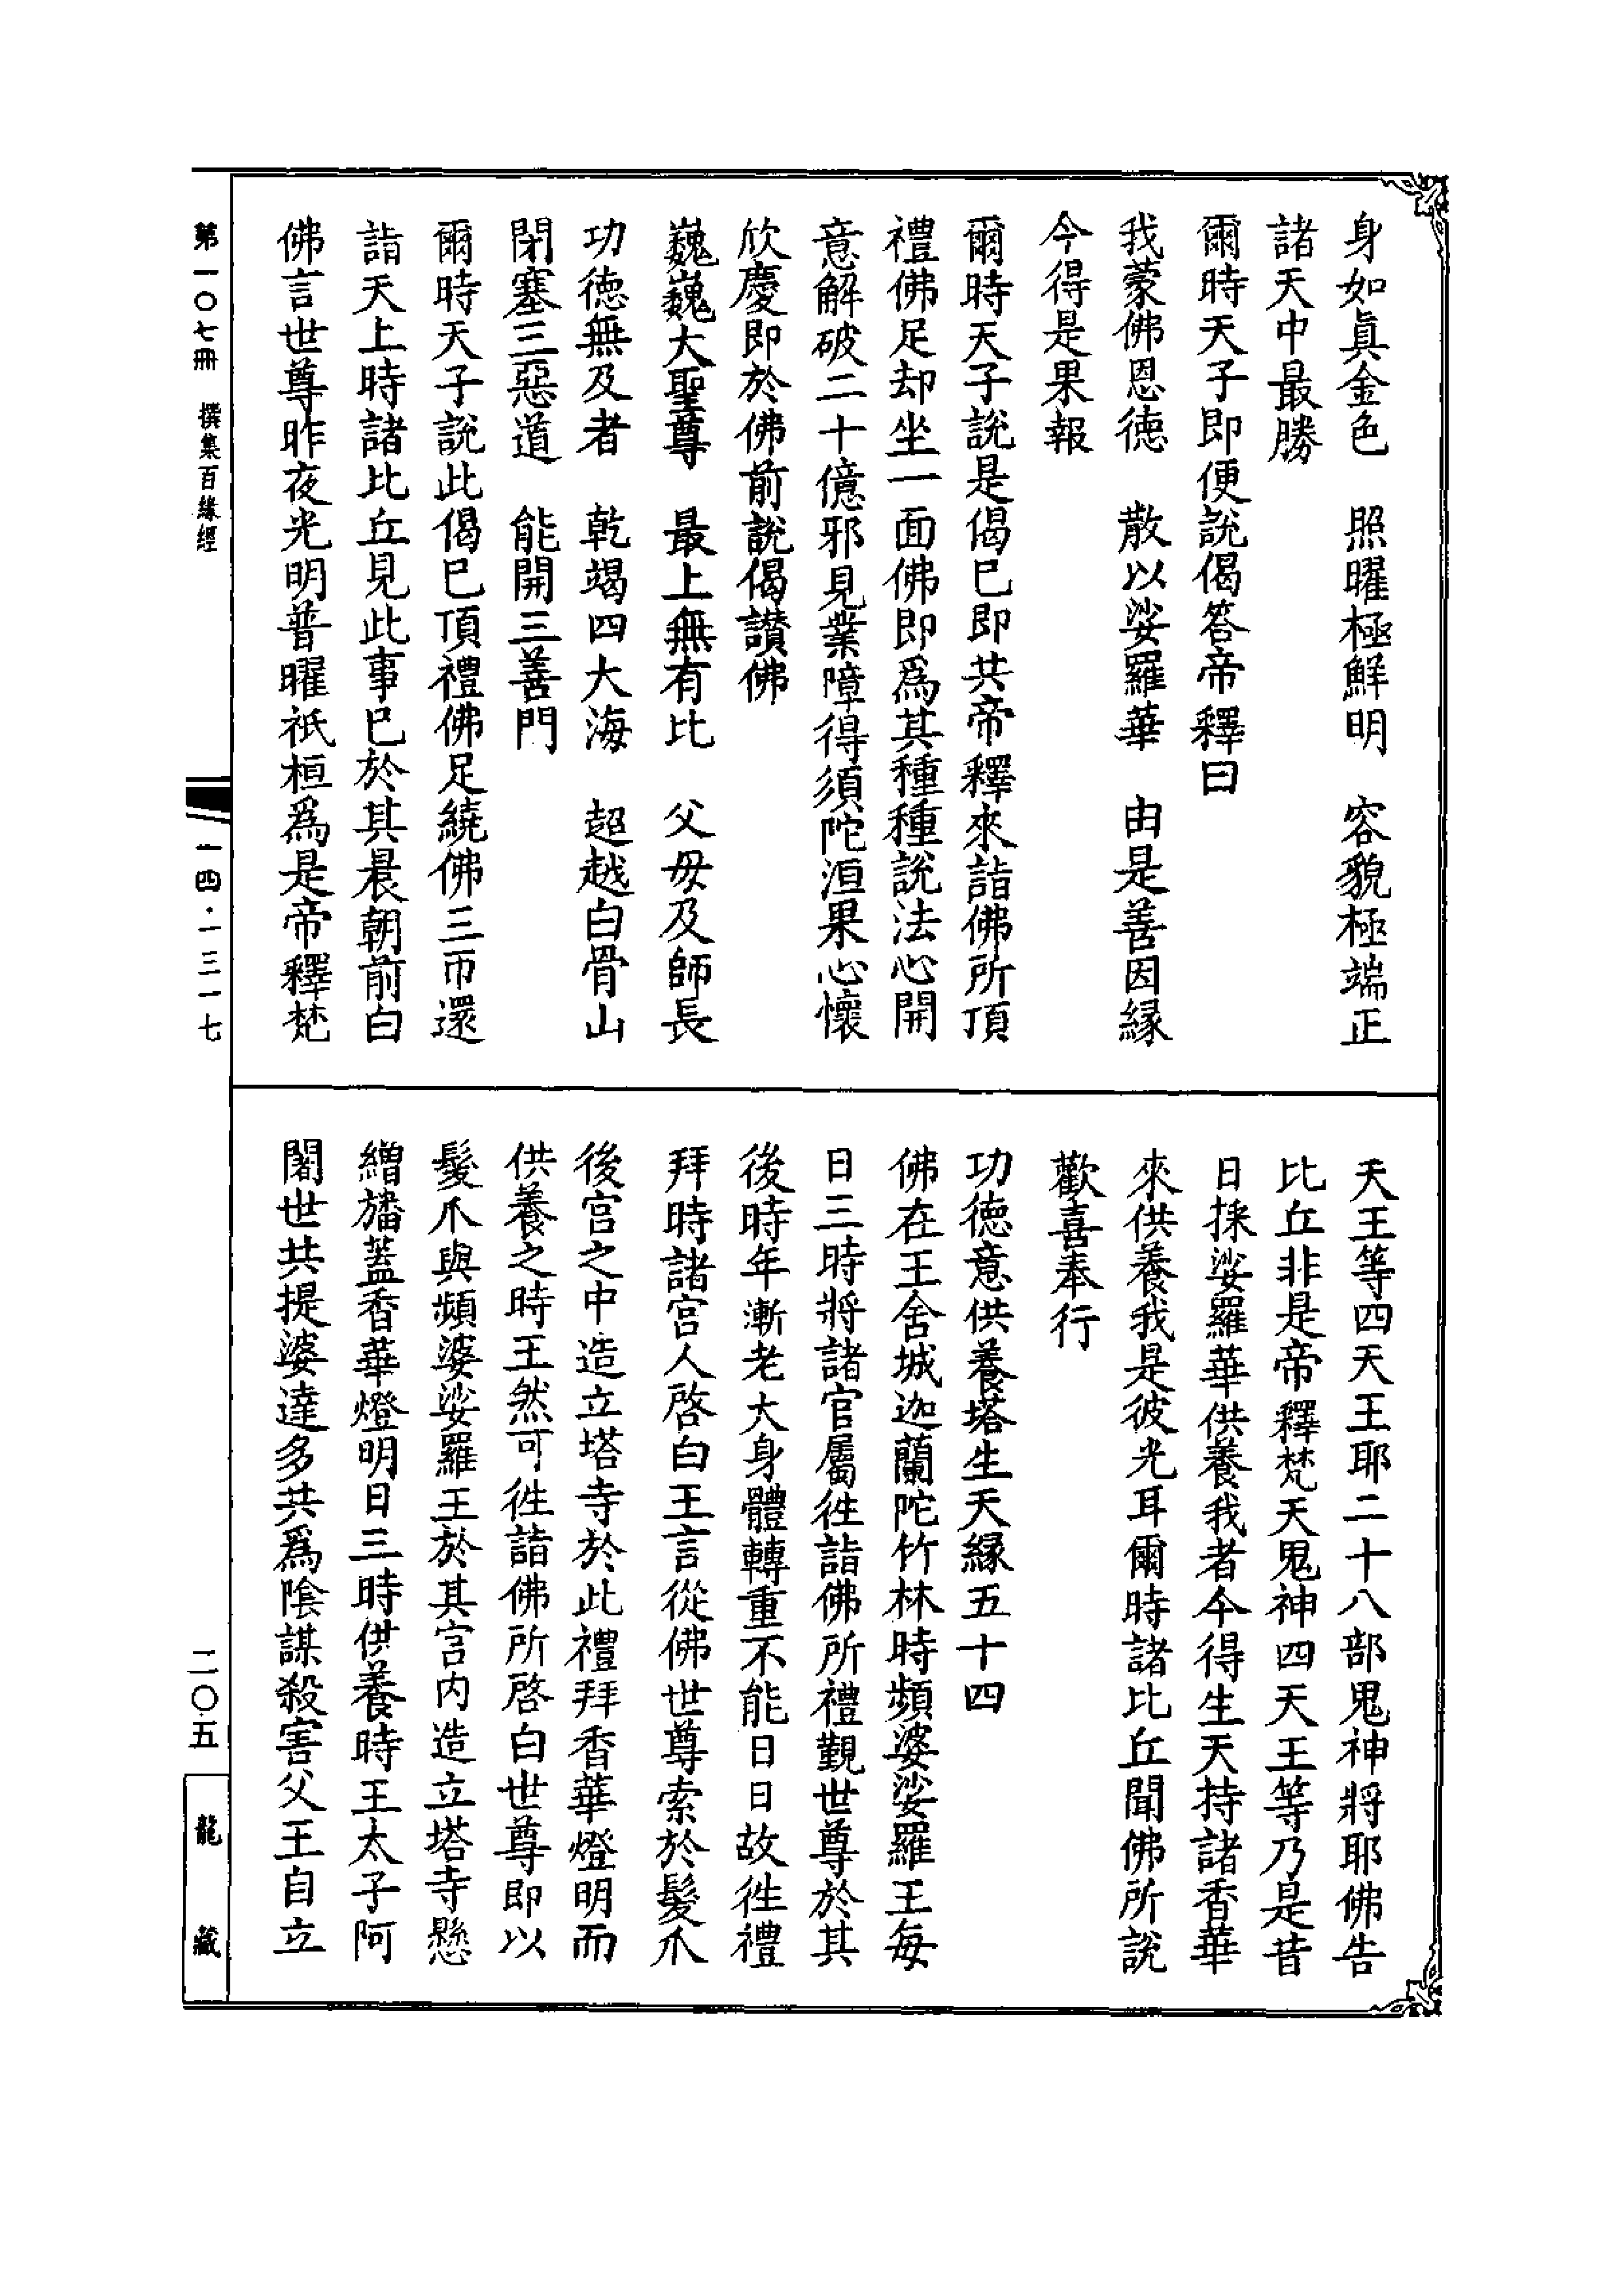 身如眞金色　照曜極鮮明　容貌極端正
諸天中最勝
爾時天子即便說偈答帝釋曰
我蒙佛恩德　散以娑羅華　由是善因緣
今得是果報
爾時天子說是偈已即共帝釋來詣佛所頂
禮佛足却坐一面佛即爲其種種說法心開
意解破二十億邪見業障得須陀洹果心懷
欣慶即於佛前說偈讃佛
巍巍大聖尊　最上無有比　父母及師長
功德無及者　乾竭四大海　超越白骨山
閉塞三惡道　能開三善門
爾時天子說此偈已頂禮佛足繞佛三帀還
詣天上時諸比丘見此事已於其晨朝前白
佛言世尊昨夜光明普曜祇桓爲是帝釋梵
天王等四天王耶二十八部鬼神將耶佛告
比丘非是帝釋梵天鬼神四天王等乃是昔
日採娑羅華供養我者今得生天持諸香華
來供養我是彼光耳爾時諸比丘聞佛所說
歡喜奉行
功德意供養塔生天緣五十四
佛在王舍城迦蘭陀竹林時頻婆娑羅王每
日三時將諸官屬徃詣佛所禮覲世尊於其
後時年漸老大身體轉重不能日日故徃禮
拜時諸宮人啓白王言從佛世尊索於髮爪
後宮之中造立塔寺於此禮拜香華燈明而
供養之時王然可徃詣佛所啓白世尊即以
髮爪與頻婆娑羅王於其宮内造立塔寺懸
繒旛蓋香華燈明日三時供養時王太子阿
闍世共提婆達多共爲隂謀殺害父王自立
第一〇七冊　撰集百緣經
一四·一三一七
二〇五
龍藏